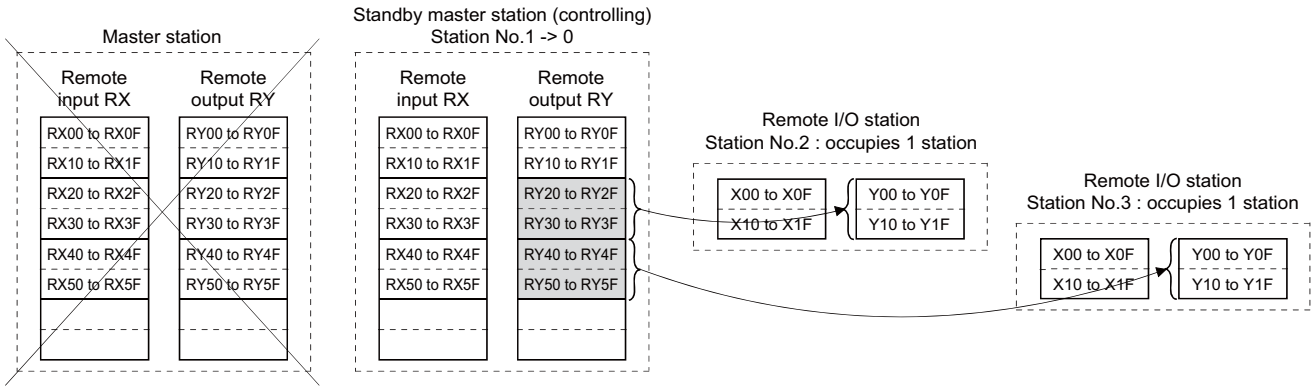 Master station
Remote
input RX
Remote
output RY
RX00 to RX0F
RY00 to RY0F
RX10 to RX1F
RY10 to RY1F
RX20 to RX2F
RY20 to RY2F
RX30 to RX3F
RY30 to RY3F
RX40 to RX4F
RY40 to RY4F
RX50 to RX5F
RY50 to RY5F
Standby master station (controlling)
Station No.1 -> 0
Remote
input RX
Remote
output RY
RX00 to RX0F
RY00 to RY0F
RX10 to RX1F
RY10 to RY1F
RX20 to RX2F
RY20 to RY2F
RX30 to RX3F
RY30 to RY3F
RX40 to RX4F
RY40 to RY4F
RX50 to RX5F
RY50 to RY5F
Remote I/O station
Station No.2 : occupies 1 station
X00 to X0F
Y00 to Y0F
X10 to X1F
Y10 to Y1F
Remote I/O station
Station No.3 : occupies 1 station
X00 to X0F
Y00 to Y0F
X10 to X1F
Y10 to Y1F